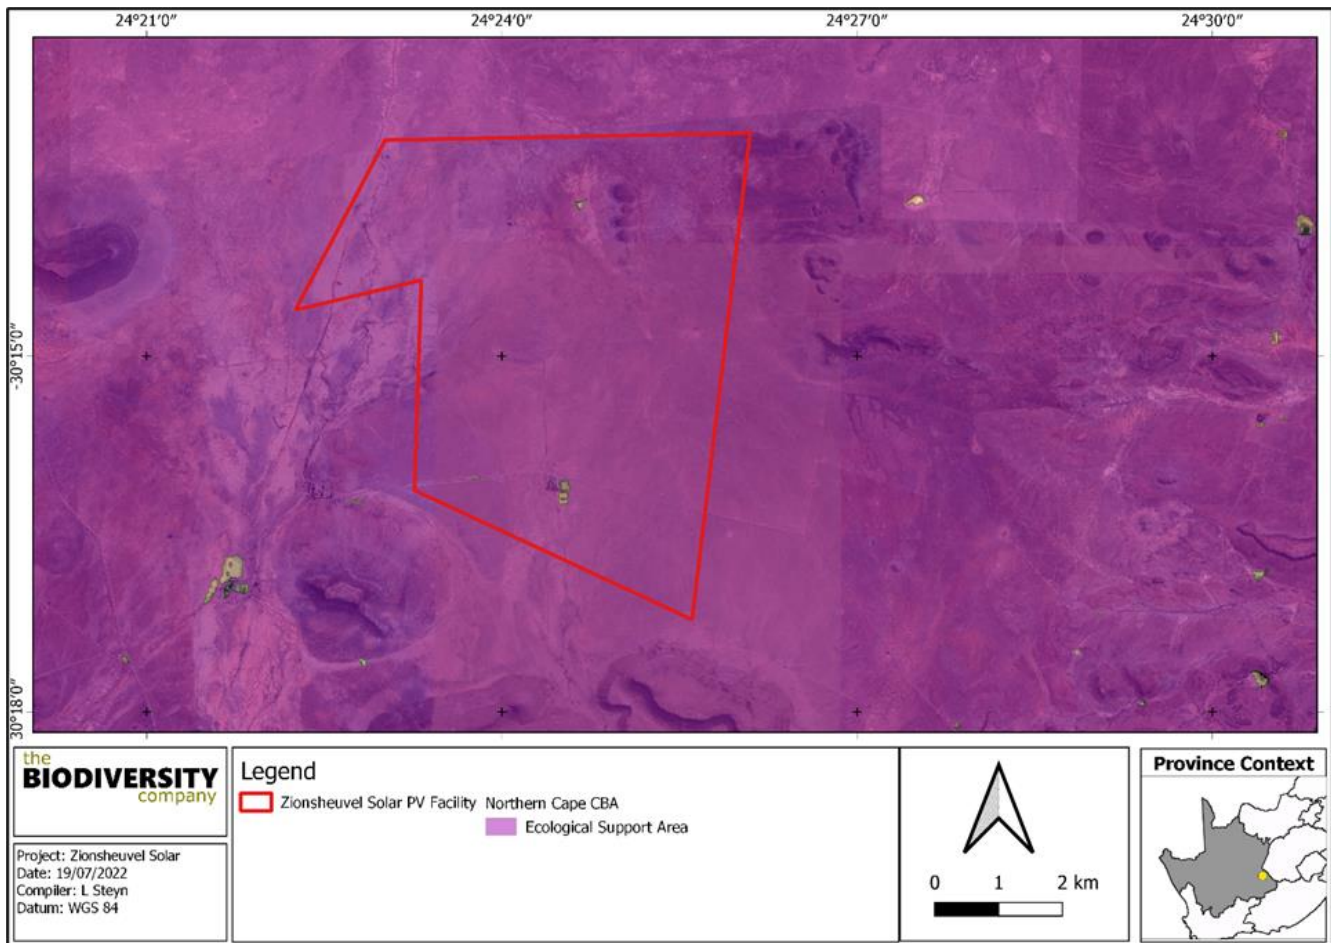 24°21′0″ 24°24′0″ 24°27′0″ 24°30′0″
-30°15′0″
30°18′0″
the
BIODIVERSITY
company
Legend
Zionsheuvel Solar PV Facility Northern Cape CBA
Ecological Support Area
0 1 2 km
Province Context
Project: Zionsheuvel Solar
Date: 19/07/2022
Compiler: L Steyn
Datum: WGS 84